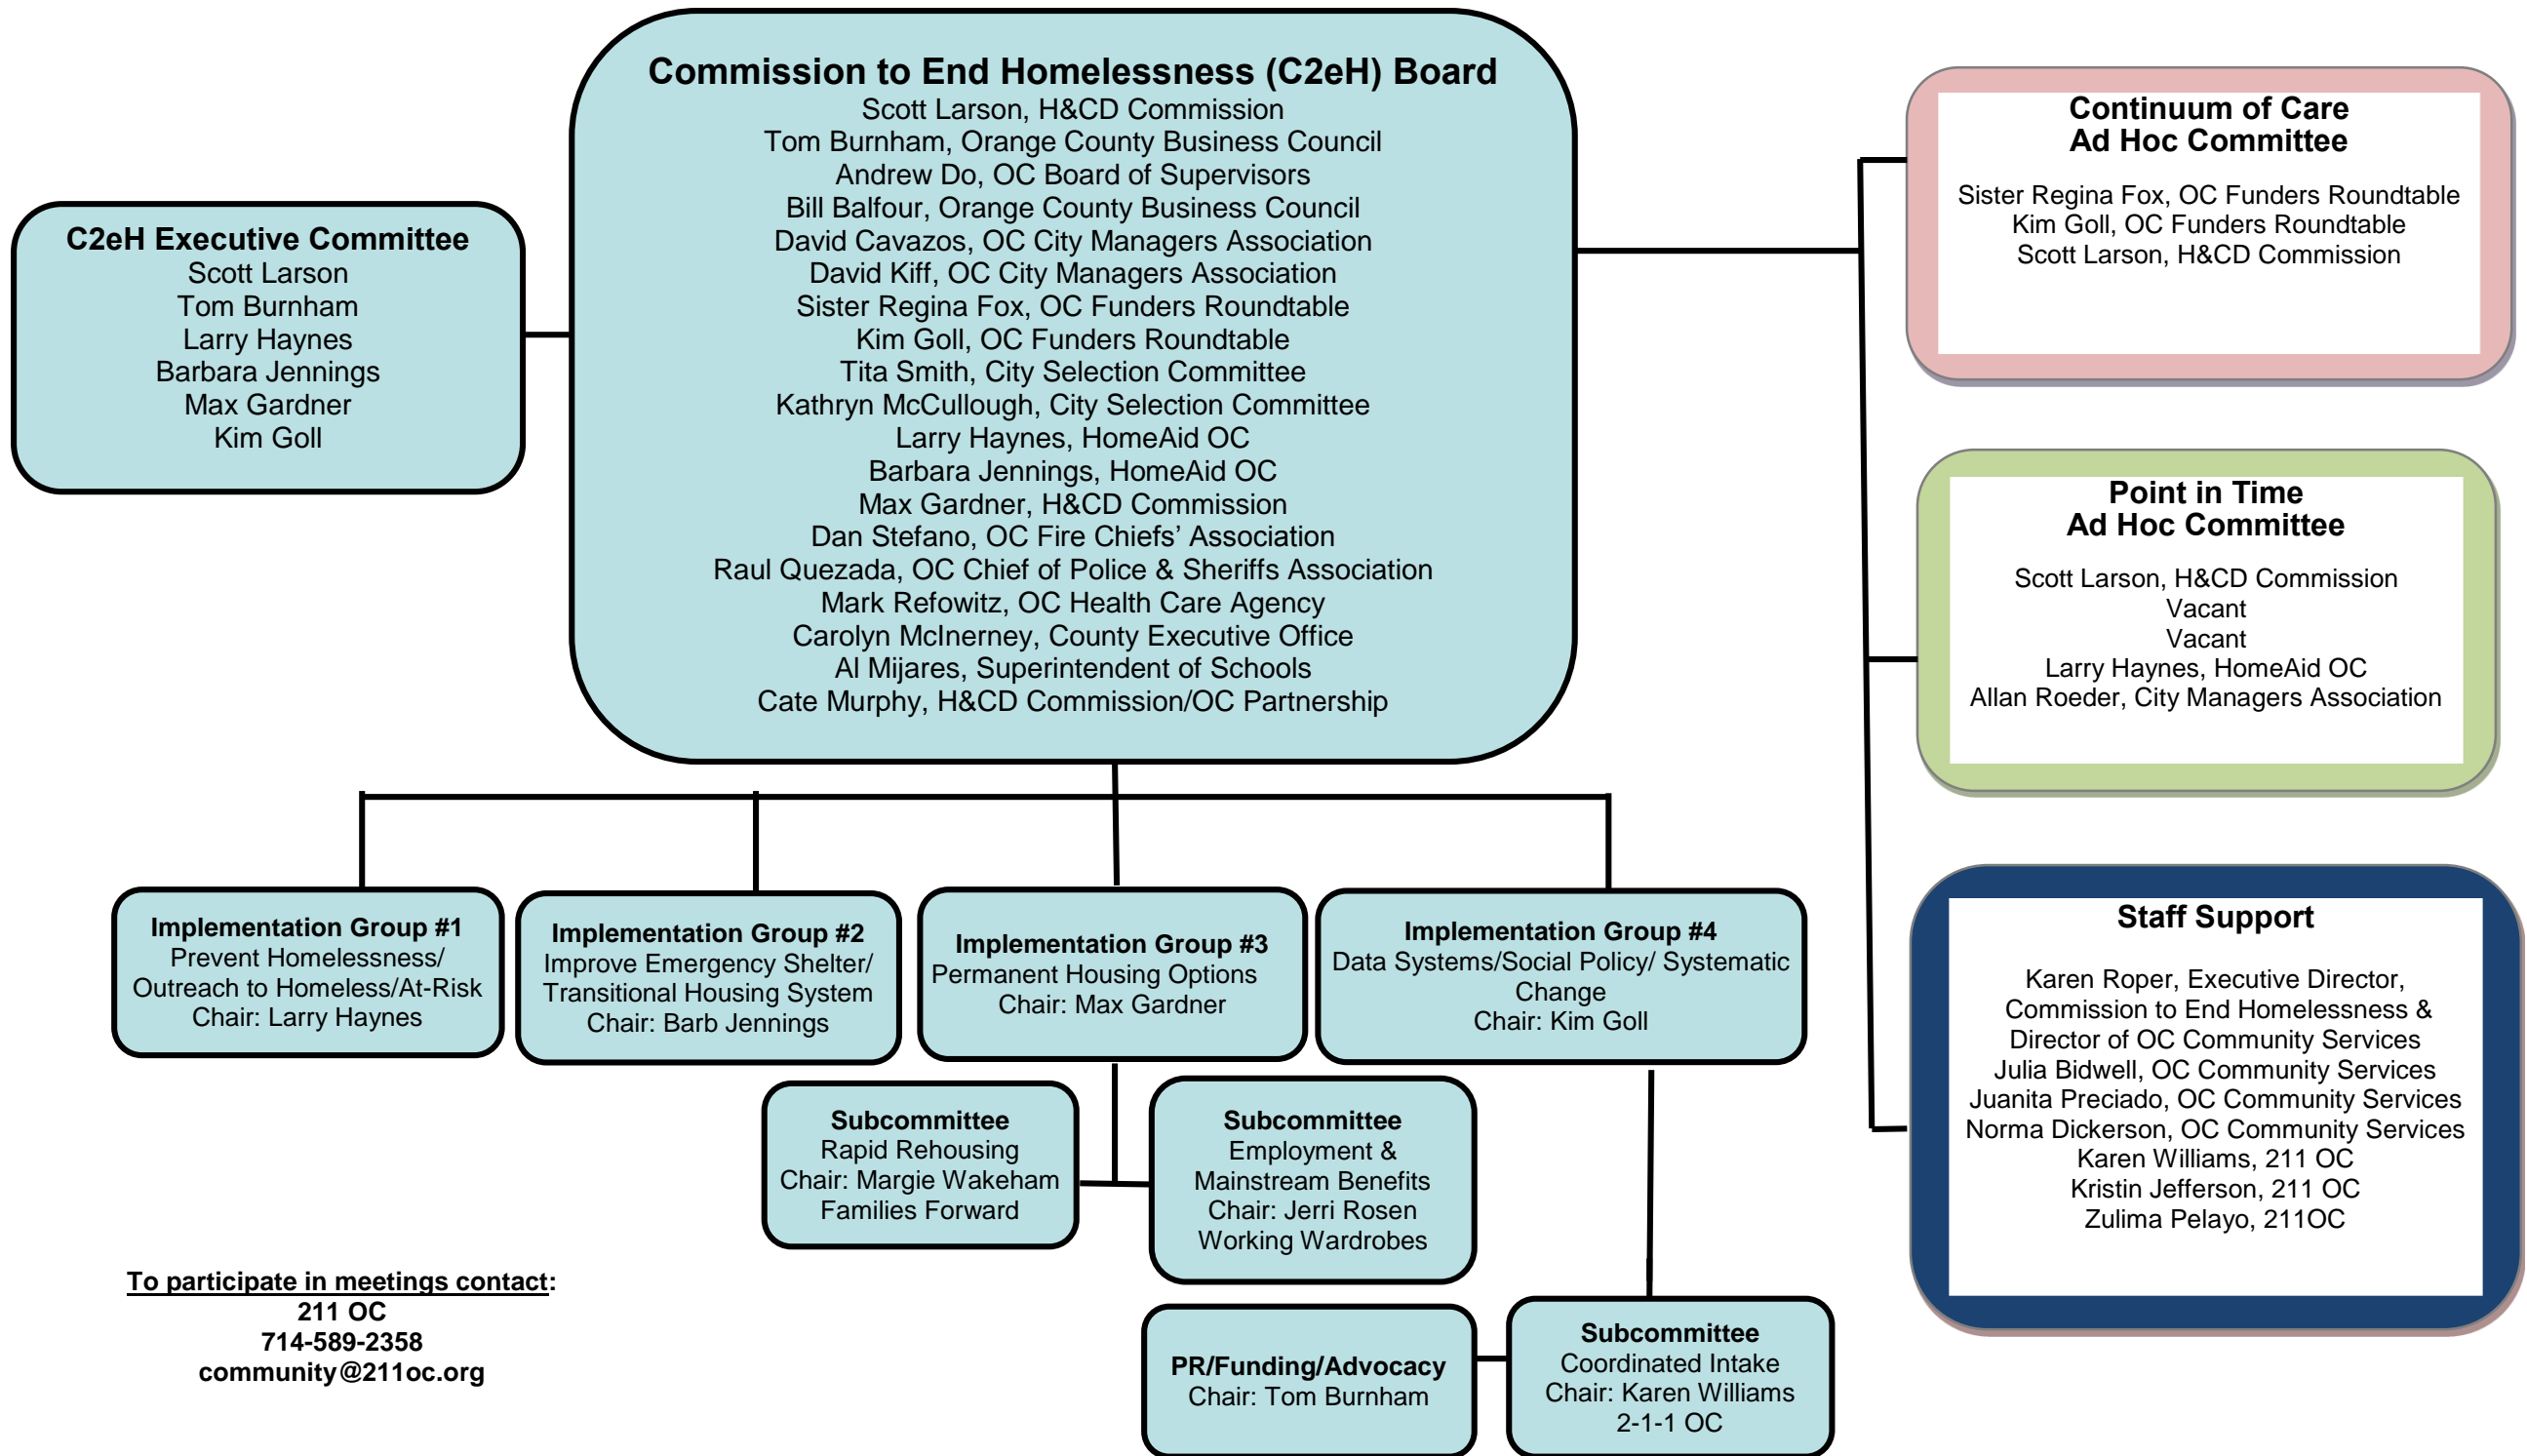 Commission to End Homelessness (C2eH) Board
Scott Larson, H&CD Commission
Tom Burnham, Orange County Business Council
Andrew Do, OC Board of Supervisors
Bill Balfour, Orange County Business Council
David Cavazos, OC City Managers Association
David Kiff, OC City Managers Association
Sister Regina Fox, OC Funders Roundtable
Kim Goll, OC Funders Roundtable
Tita Smith, City Selection Committee
Kathryn McCullough, City Selection Committee
Larry Haynes, HomeAid OC
Barbara Jennings, HomeAid OC
Max Gardner, H&CD Commission
Dan Stefano, OC Fire Chiefs’ Association
Raul Quezada, OC Chief of Police & Sheriffs Association
Mark Refowitz, OC Health Care Agency
Carolyn McInerney, County Executive Office
Al Mijares, Superintendent of Schools
Cate Murphy, H&CD Commission/OC Partnership
C2eH Executive Committee
Scott Larson
Tom Burnham
Larry Haynes
Barbara Jennings
Max Gardner
Kim Goll
Continuum of Care
Ad Hoc Committee
Sister Regina Fox, OC Funders Roundtable
Kim Goll, OC Funders Roundtable
Scott Larson, H&CD Commission
Point in Time
Ad Hoc Committee
Scott Larson, H&CD Commission
Vacant
Vacant
Larry Haynes, HomeAid OC
Allan Roeder, City Managers Association
Staff Support
Karen Roper, Executive Director,
Commission to End Homelessness &
Director of OC Community Services
Julia Bidwell, OC Community Services
Juanita Preciado, OC Community Services
Norma Dickerson, OC Community Services
Karen Williams, 211 OC
Kristin Jefferson, 211 OC
Zulima Pelayo, 211OC
Implementation Group #1
Prevent Homelessness/
Outreach to Homeless/At-Risk
Chair: Larry Haynes
Implementation Group #2
Improve Emergency Shelter/
Transitional Housing System
Chair: Barb Jennings
Implementation Group #3
Permanent Housing Options
Chair: Max Gardner
Implementation Group #4
Data Systems/Social Policy/ Systematic
Change
Chair: Kim Goll
Subcommittee
Rapid Rehousing
Chair: Margie Wakeham
Families Forward
Subcommittee
Employment &
Mainstream Benefits
Chair: Jerri Rosen
Working Wardrobes
PR/Funding/Advocacy
Chair: Tom Burnham
Subcommittee
Coordinated Intake
Chair: Karen Williams
2-1-1 OC
To participate in meetings contact:
211 OC
714-589-2358
community@211oc.org